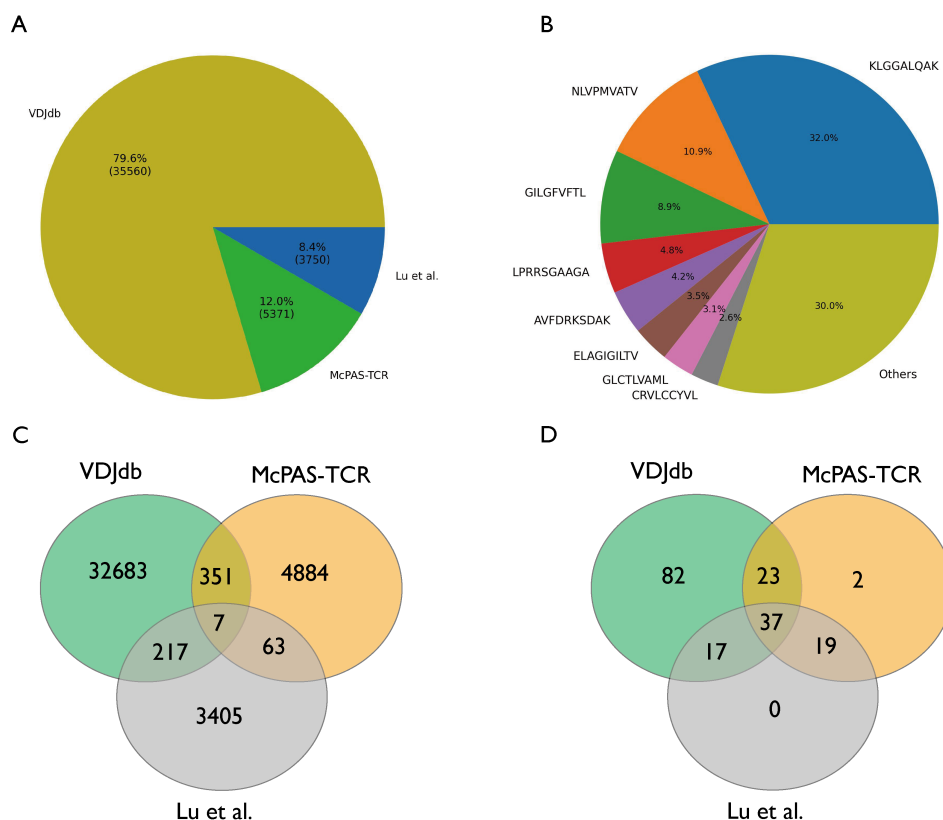 A
VDJdb
79.6%
(35560)
8.4%
(3750)
Lu et al.
12.0%
(5371)
McPAS-TCR
B
KLGGALQAK
NLVPMVATV
32.0%
10.9%
GILGFVFTL
8.9%
LPRRSGAAGA
4.8%
4.2%
AVFDRKSDAK
3.5%
3.1%
2.6%
30.0%
ELAGIGILTV
GLCTLVAML
CRVLCCYVL
Others
C
VDJdb
McPAS-TCR
32683
351
4884
7
217
63
3405
Lu et al.
D
VDJdb
McPAS-TCR
82
23
2
37
17
19
0
Lu et al.